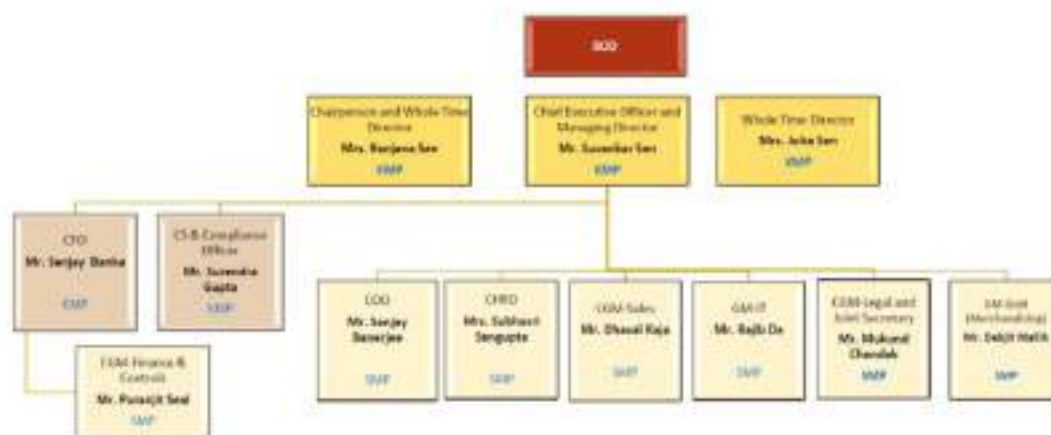 BOD
Chairperson and Whole Time
Director
Mrs. Ranjana Sen
KMP
Chief Executive Officer and
Managing Director
Mr. Suvankar Sen
KMP
Whole Time Director
Mrs. Joita Sen
KMP
CFO
Mr. Sanjay Banka
KMP
CS & Compliance
Officer
Mr. Surendra
Gupta
COO
Mr. Sanjay
Banerjee
SMP
CHRO
Mrs. Subhasri
Sengupta
SMP
CGM-Sales
Mr. Dhaval Raja
SMP
GM-IT
Mr. Rajib De
SMP
CGM-Legal and
Joint Secretary
Mr. Mukund
Chandak
SMP
(Merchandising)
SMP
Finance &
Controls
Mr. Puranjit Seal
SMP